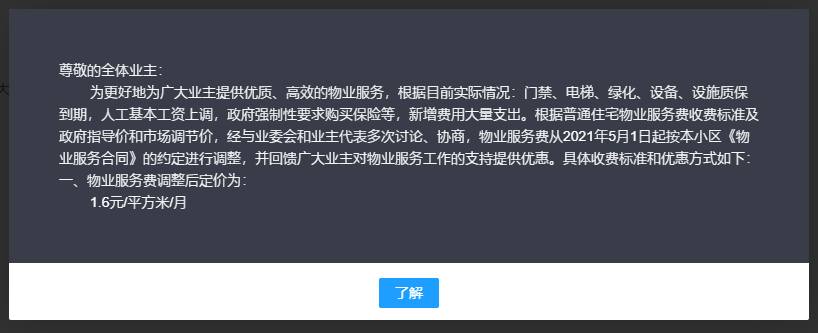 尊敬的全体业主：
为更好地为广大业主提供优质、高效的物业服务，根据目前实际情况：门禁、电梯、绿化、设备、设施质保
到期，人工基本工资上调，政府强制性要求购买保险等，新增费用大量支出。根据普通住宅物业服务费收费标准及
政府指导价和市场调节价，经与业委会和业主代表多次讨论、协商，物业服务费从2021年5月1日起按本小区《物
业服务合同》的约定进行调整，并回馈广大业主对物业服务工作的支持提供优惠。具体收费标准和优惠方式如下：
一、物业服务费调整后定价为：
1.6元/平方米/月
了解